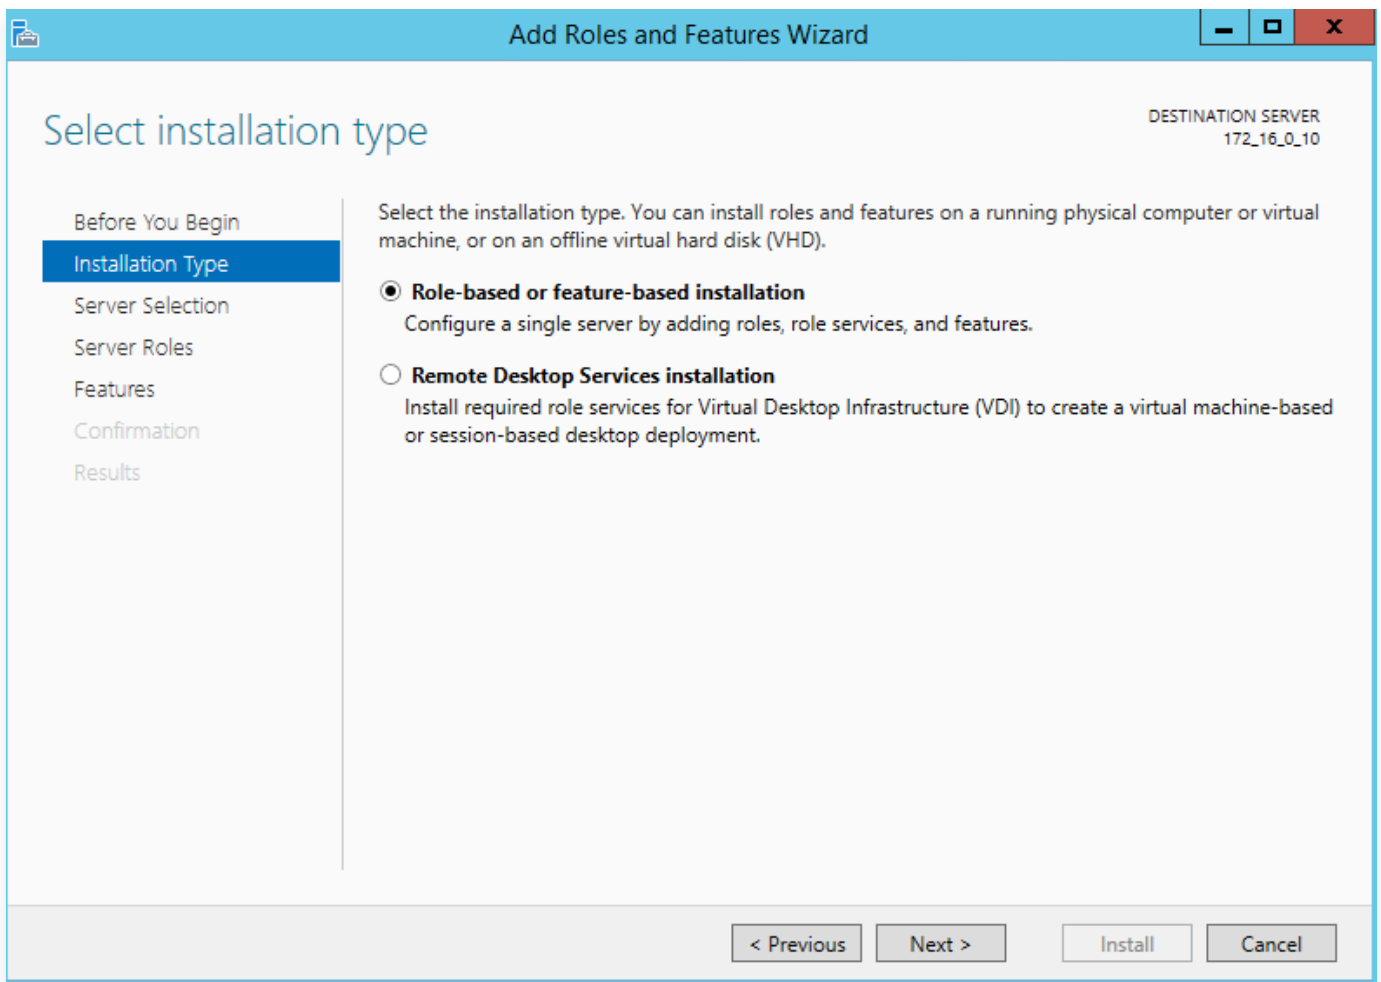 Add Roles and Features Wizard
Select installation type
DESTINATION SERVER
172_16_0_10
Before You Begin
Installation Type
Server Selection
Server Roles
Features
Confirmation
Results
Select the installation type. You can install roles and features on a running physical computer or virtual
machine, or on an offline virtual hard disk (VHD).
Role-based or feature-based installation
Configure a single server by adding roles, role services, and features.
Remote Desktop Services installation
Install required role services for Virtual Desktop Infrastructure (VDI) to create a virtual machine-based
or session-based desktop deployment.
< Previous
Next >
Install
Cancel